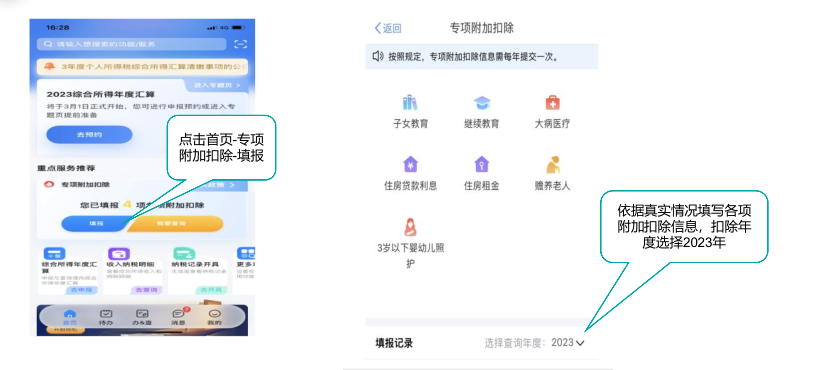 16:28
4G
请输入想搜索的功能/服务
3年度个人所得税综合所得汇算清缴事项的公
进入专题页 >
2023综合所得年度汇算
将于3月1日正式开始，您可进行申报预约或进入专
题页提前准备
去预约
点击首页-专项
附加扣除-填报
重点服务推荐
专项附加扣除
您已填报 4 项专项附加扣除
填报
我要查询
综合所得年度汇
算
收入纳税明细
纳税记录开具
更多
去申报
去查询
去开具
首页
待办
办&查
消息
我的
返回
专项附加扣除
按照规定，专项附加扣除信息需每年提交一次。
子女教育
继续教育
大病医疗
住房贷款利息
住房租金
赡养老人
3岁以下婴幼儿照
护
依据真实情况填写各项
附加扣除信息，扣除年
度选择2023年
填报记录
选择查询年度：2023